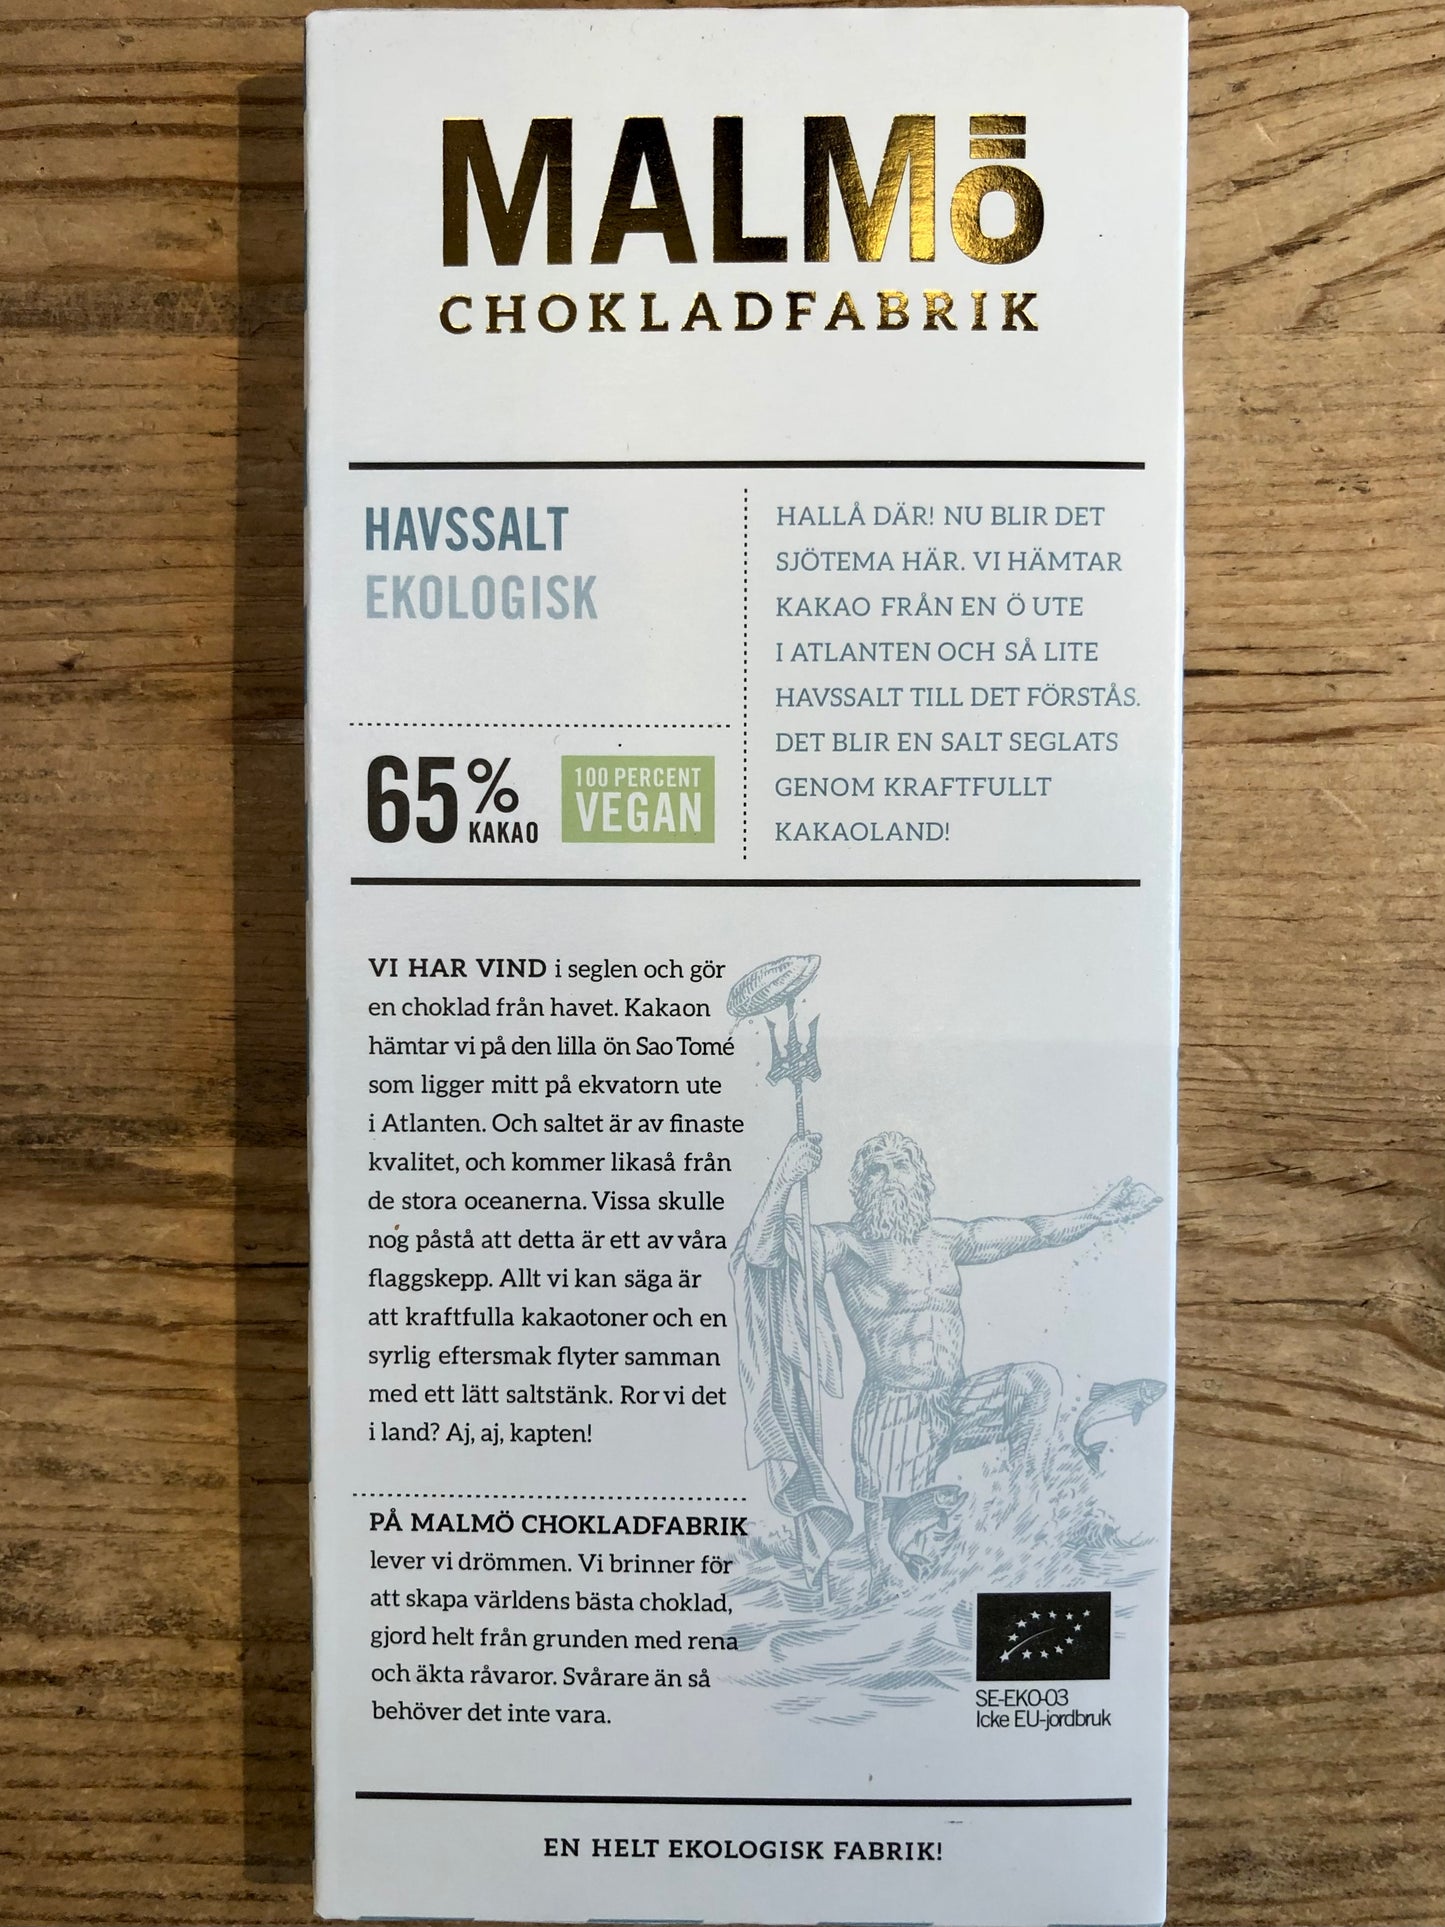 MALMÖ
CHOKLADFABRIK
HAVSSALT
EKOLOGISK
65%
KAKAO
100 PERCENT
VEGAN
HALLÅ DÄR! NU BLIR DET
SJÖTEMA HÄR. VI HÄMTAR
KAKAO FRÅN EN Ö UTE
I ATLANTEN OCH SÅ LITE
HAVSSALT TILL DET FÖRSTÅS.
DET BLIR EN SALT SEGLATS
GENOM KRAFTFULLT
KAKAOLAND!
VI HAR VIND i seglen och gör
en choklad från havet. Kakaon
hämtar vi på den lilla ön Sao Tomé
som ligger mitt på ekvatorn ute
i Atlanten. Och saltet är av finaste
kvalitet, och kommer likaså från
de stora oceanerna. Vissa skulle
nog påstå att detta är ett av våra
flaggskepp. Allt vi kan säga är
att kraftfulla kakaotoner och en
syrlig eftersmak flyter samman
med ett lätt saltstänk. Ror vi det
i land? Aj, aj, kapten!
PÅ MALMÖ CHOKLADFABRIK
lever vi drömmen. Vi brinner för
att skapa världens bästa choklad,
gjord helt från grunden med rena
och äkta råvaror. Svårare än så
behöver det inte vara.
SE-EKO-03
Icke EU-jordbruk
EN HELT EKOLOGISK FABRIK!